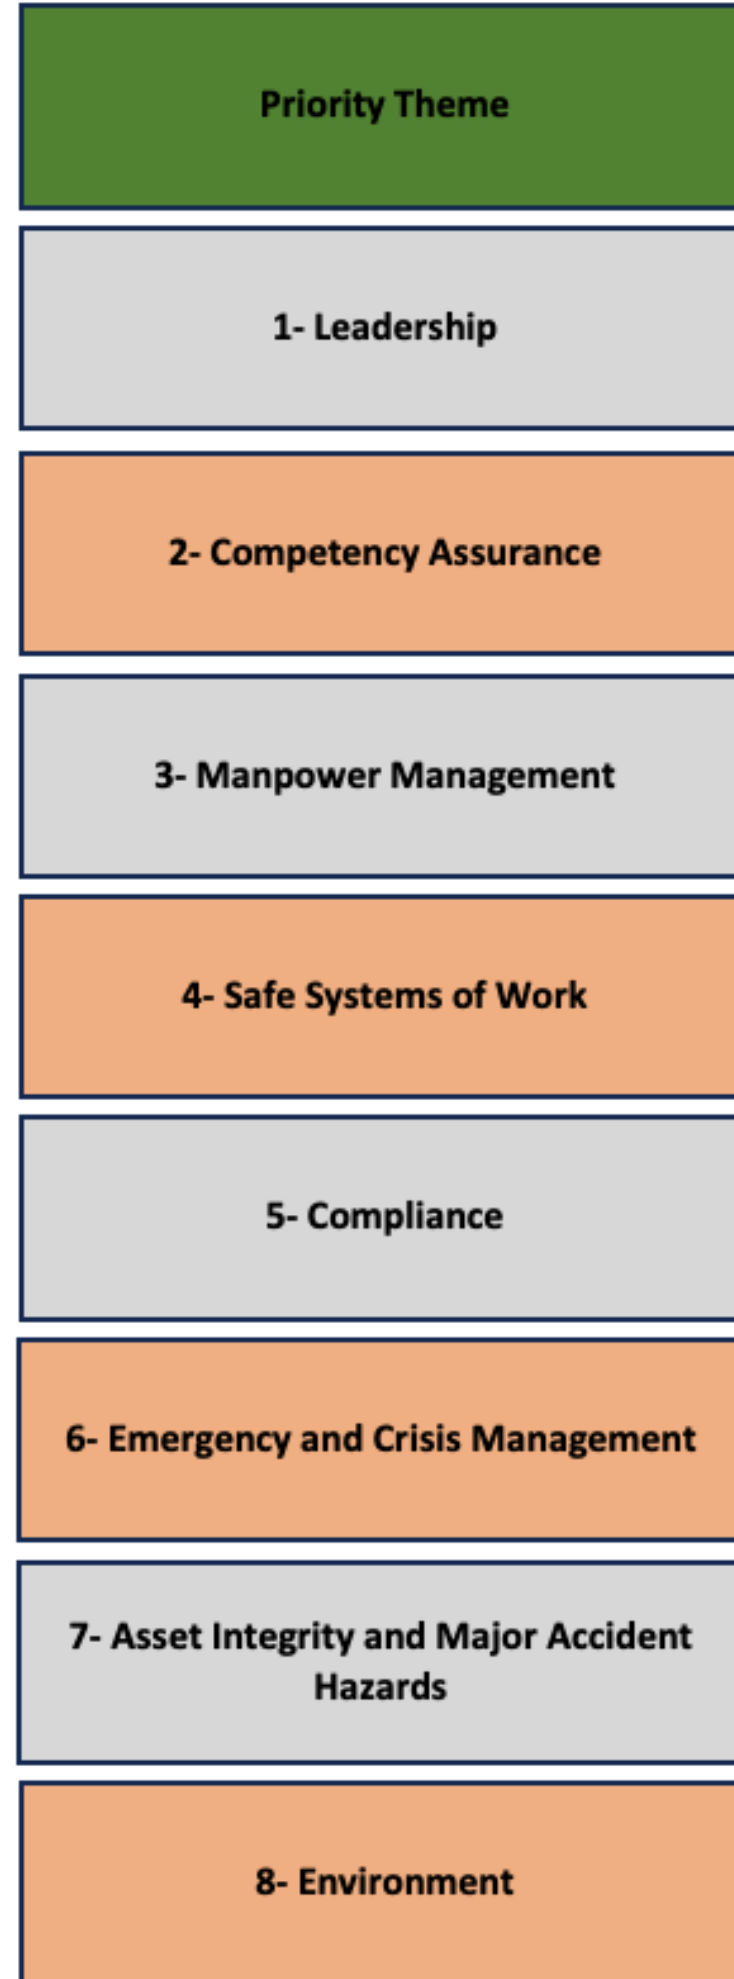 Priority Theme
1- Leadership
2- Competency Assurance
3- Manpower Management
4- Safe Systems of Work
5- Compliance
6- Emergency and Crisis Management
7- Asset Integrity and Major Accident
Hazards
8- Environment